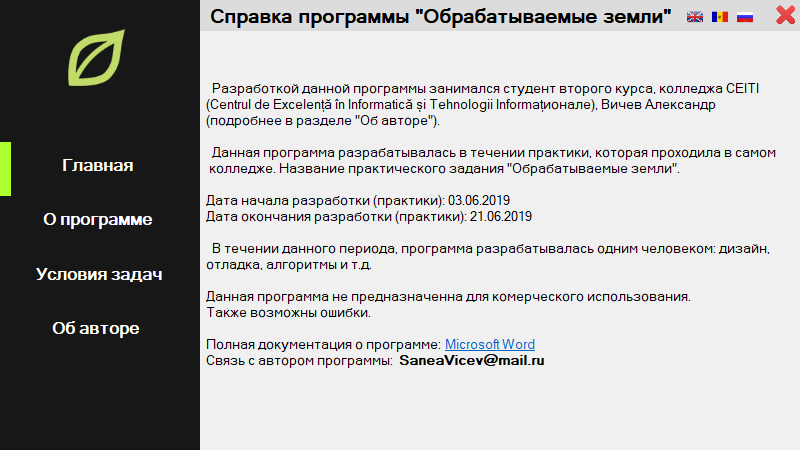 Справка программы "Обрабатываемые земли"
Главная
О программе
Условия задач
Об авторе
Разработкой данной программы занимался студент второго курса, колледжа CEITI
(Centrul de Excelență în Informatică și Tehnologii Informaționale), Вичев Александр
(подробнее в разделе "Об авторе").
Данная программа разрабатывалась в течении практики, которая проходила в самом
колледже. Название практического задания "Обрабатываемые земли".
Дата начала разработки (практики): 03.06.2019
Дата окончания разработки (практики): 21.06.2019
В течении данного периода, программа разрабатывалась одним человеком: дизайн,
отладка, алгоритмы и т.д.
Данная программа не предназначенна для комерческого использования.
Также возможны ошибки.
Полная документация о программе: Microsoft Word
Связь с автором программы: SaneaVicev@mail.ru